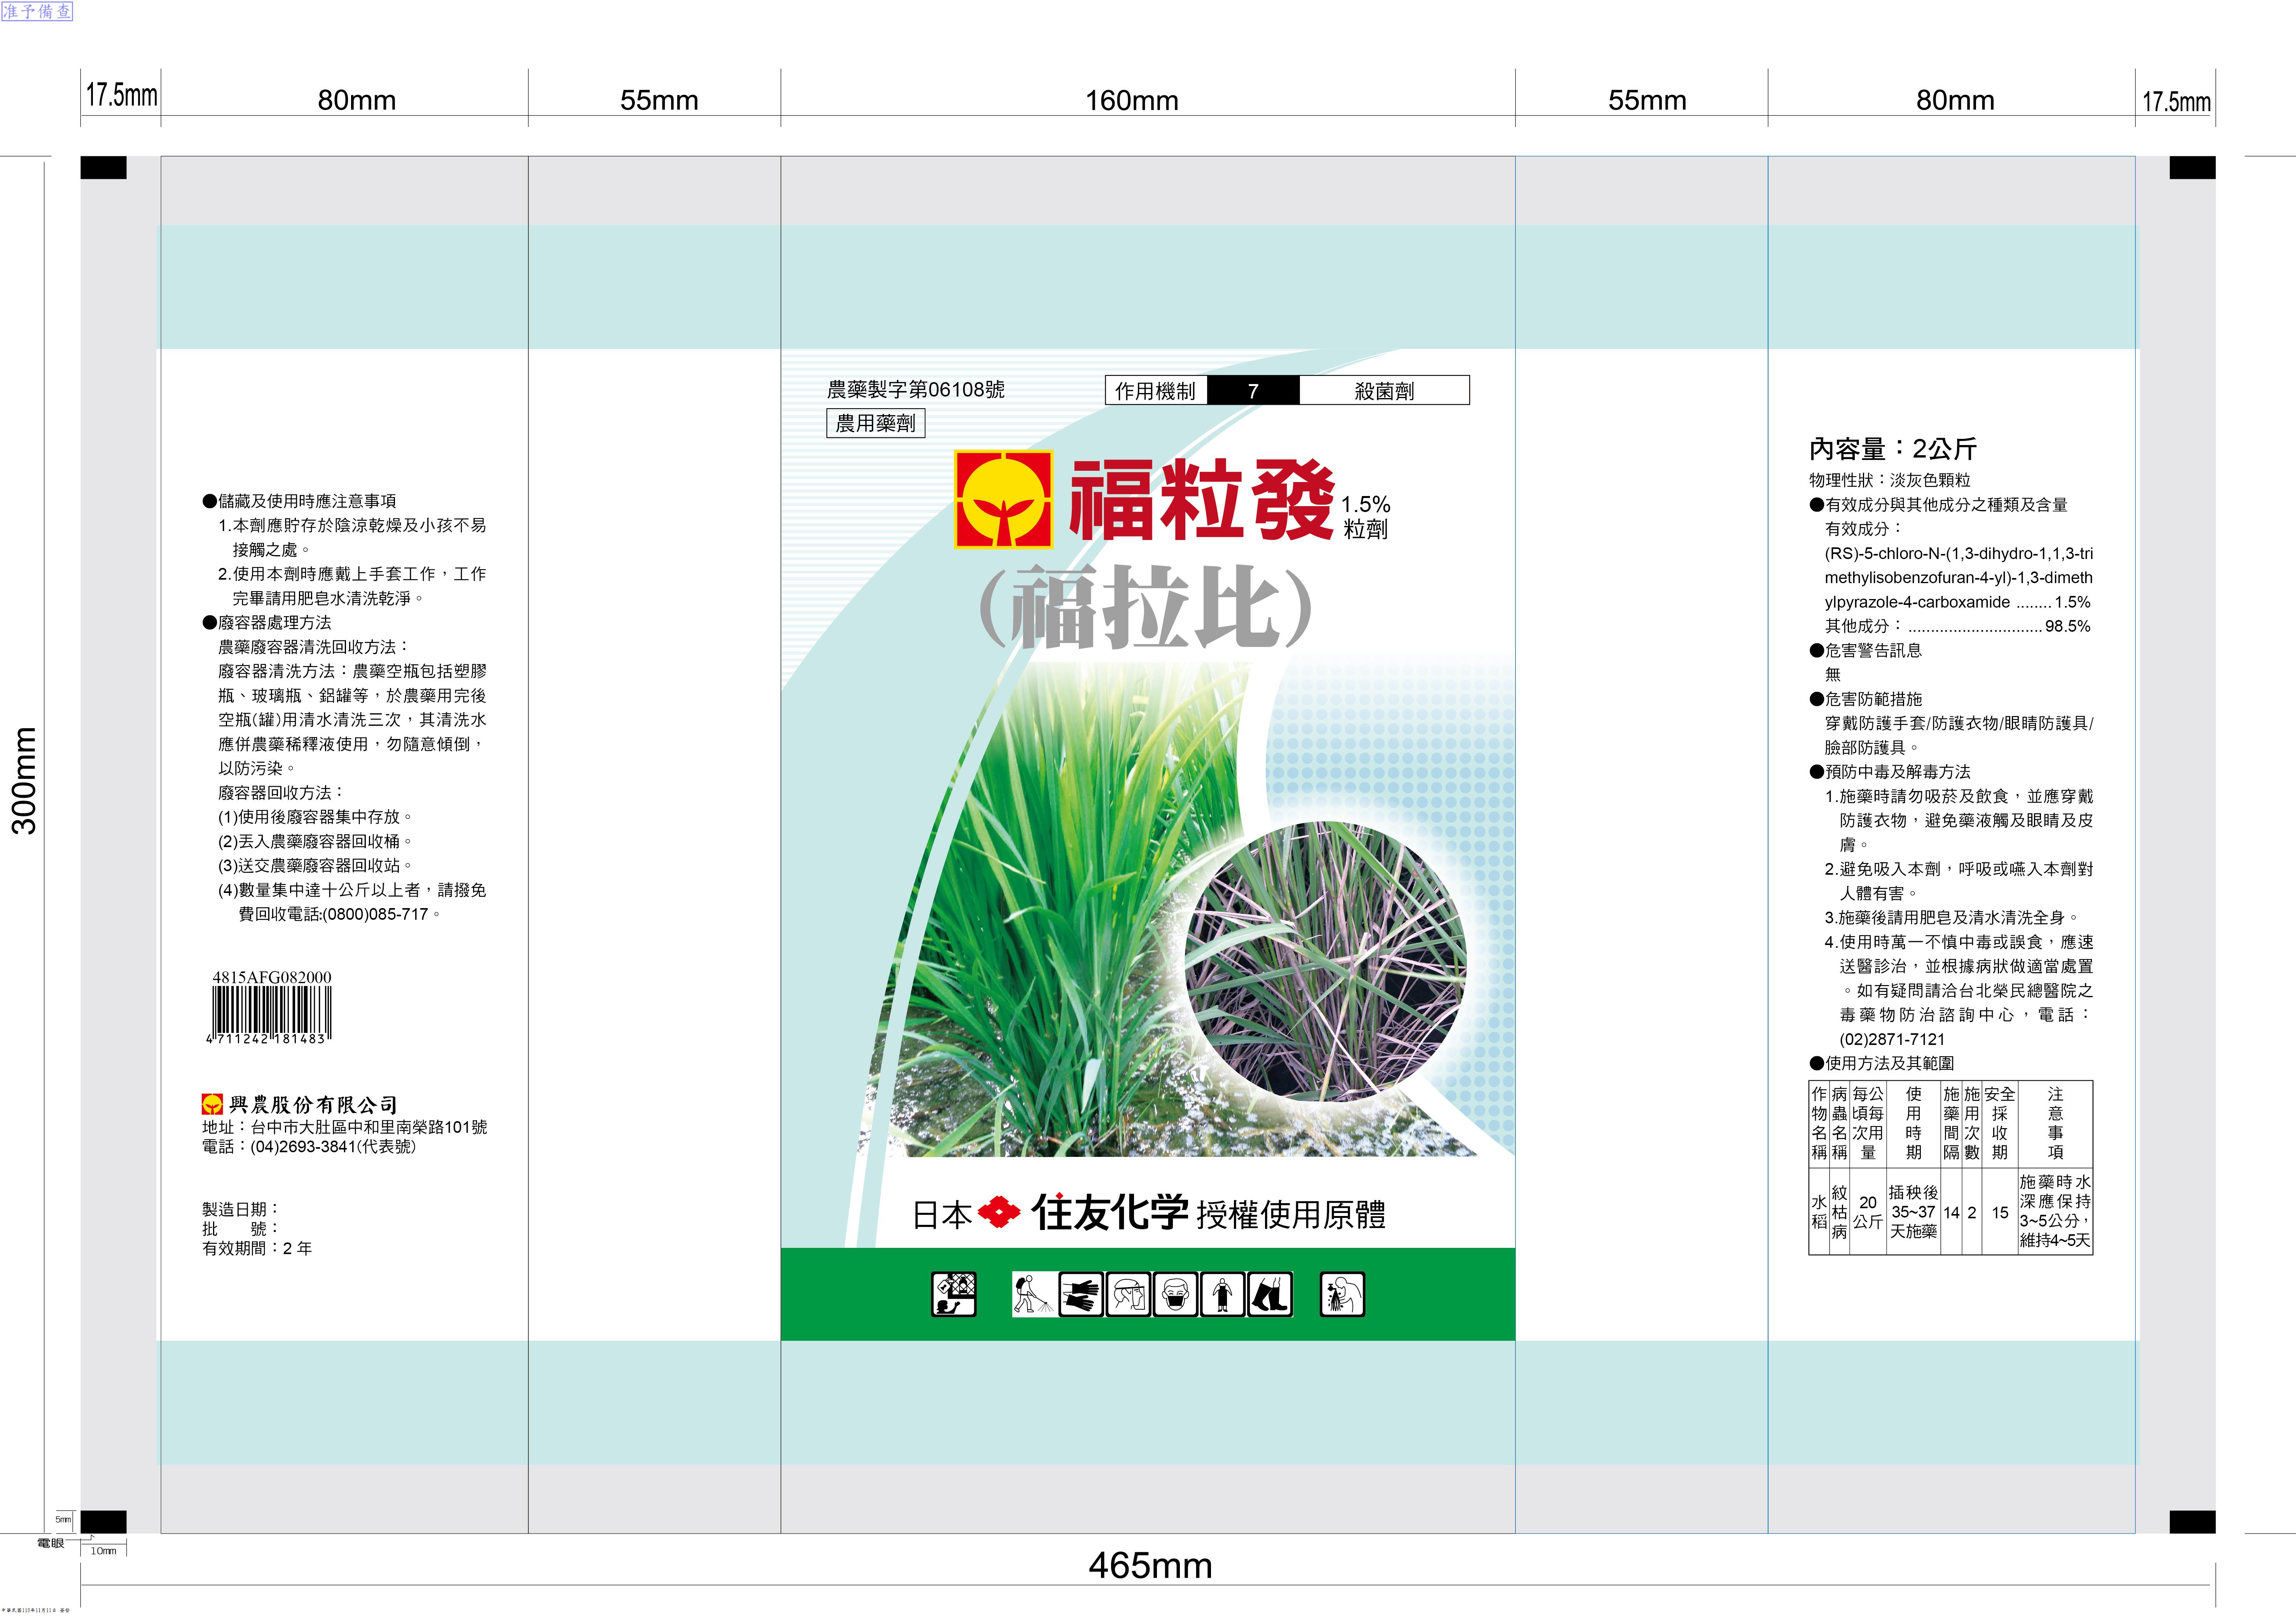 准予備查
17.5mm
80mm
55mm
160mm
55mm
80mm
17.5mm
300mm
●儲藏及使用時應注意事項
1.本劑應貯存於陰涼乾燥及小孩不易
接觸之處。
2.使用本劑時應戴上手套工作，工作
完畢請用肥皂水清洗乾淨。
●廢容器處理方法
農藥廢容器清洗回收方法：
廢容器清洗方法：農藥空瓶包括塑膠
瓶、玻璃瓶、鋁罐等，於農藥用完後
空瓶(罐)用清水清洗三次，其清洗水
應併農藥稀釋液使用，勿隨意傾倒，
以防污染。
廢容器回收方法：
(1)使用後廢容器集中存放。
(2)丟入農藥廢容器回收桶。
(3)送交農藥廢容器回收站。
(4)數量集中達十公斤以上者，請撥免
費回收電話:(0800)085-717。
4815AFG082000
4711242181483
興農股份有限公司
地址：台中市大肚區中和里南榮路101號
電話：(04)2693-3841(代表號)
製造日期：
批　　號：
有效期間：2 年
農藥製字第06108號
農用藥劑
作用機制 7 殺菌劑
福粒發
1.5%
粒劑
(福拉比)
日本 住友化学 授權使用原體
內容量：2公斤
物理性狀：淡灰色顆粒
●有效成分與其他成分之種類及含量
有效成分：
(RS)-5-chloro-N-(1,3-dihydro-1,1,3-tri
methylisobenzofuran-4-yl)-1,3-dimeth
ylpyrazole-4-carboxamide ........ 1.5%
其他成分： .............................. 98.5%
●危害警告訊息
無
●危害防範措施
穿戴防護手套/防護衣物/眼睛防護具/
臉部防護具。
●預防中毒及解毒方法
1.施藥時請勿吸菸及飲食，並應穿戴
防護衣物，避免藥液觸及眼睛及皮
膚。
2.避免吸入本劑，呼吸或嚥入本劑對
人體有害。
3.施藥後請用肥皂及清水清洗全身。
4.使用時萬一不慎中毒或誤食，應速
送醫診治，並根據病狀做適當處置
。如有疑問請洽台北榮民總醫院之
毒藥物防治諮詢中心，電話：
(02)2871-7121
●使用方法及其範圍
作物名稱 病蟲名稱 每公頃每次用量 使用時期 施藥間隔 施用次數 安全採收期 注意事項
水稻 紋枯病 20公斤 插秧後35~37天施藥 14 2 15 施藥時水深應保持3~5公分，維持4~5天
5mm
電眼
10mm
465mm
中華民國110年11月11日